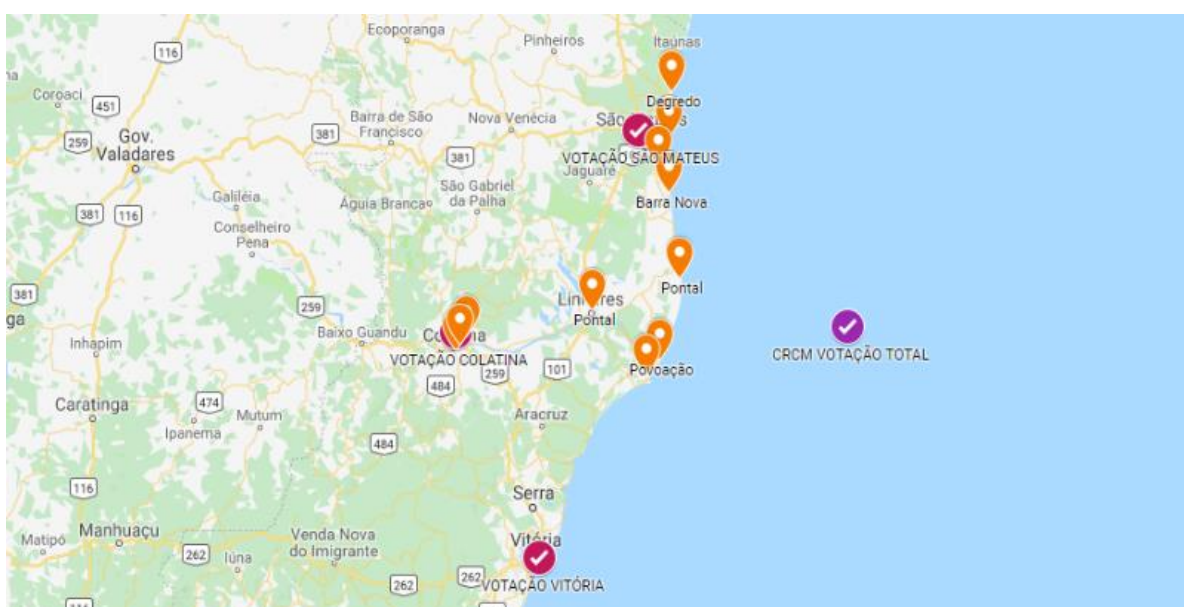 Ecoporanga
Pinheiros
Itaúnas
116
Coroaci
451
Degredo
Barra de São
Francisco
Nova Venécia
259
Gov.
Valadares
381
381
VOTAÇÃO SÃO MATEUS
Jaguaré
São Gabriel
da Palha
Galiléia
Águia Branca
Barra Nova
381
116
Conselheiro
Pena
Pontal
381
259
Linhares
Pontal
ga
Baixo Guandu
Inhapim
VOTAÇÃO COLATINA
CRCM VOTAÇÃO TOTAL
Povoação
101
259
484
Caratinga
474
Ipanema
Mutum
Aracruz
484
116
Serra
Manhuaçu
Matipó
Venda Nova
do Imigrante
Vitória
262
Iúna
262
262
VOTAÇÃO VITÓRIA
116